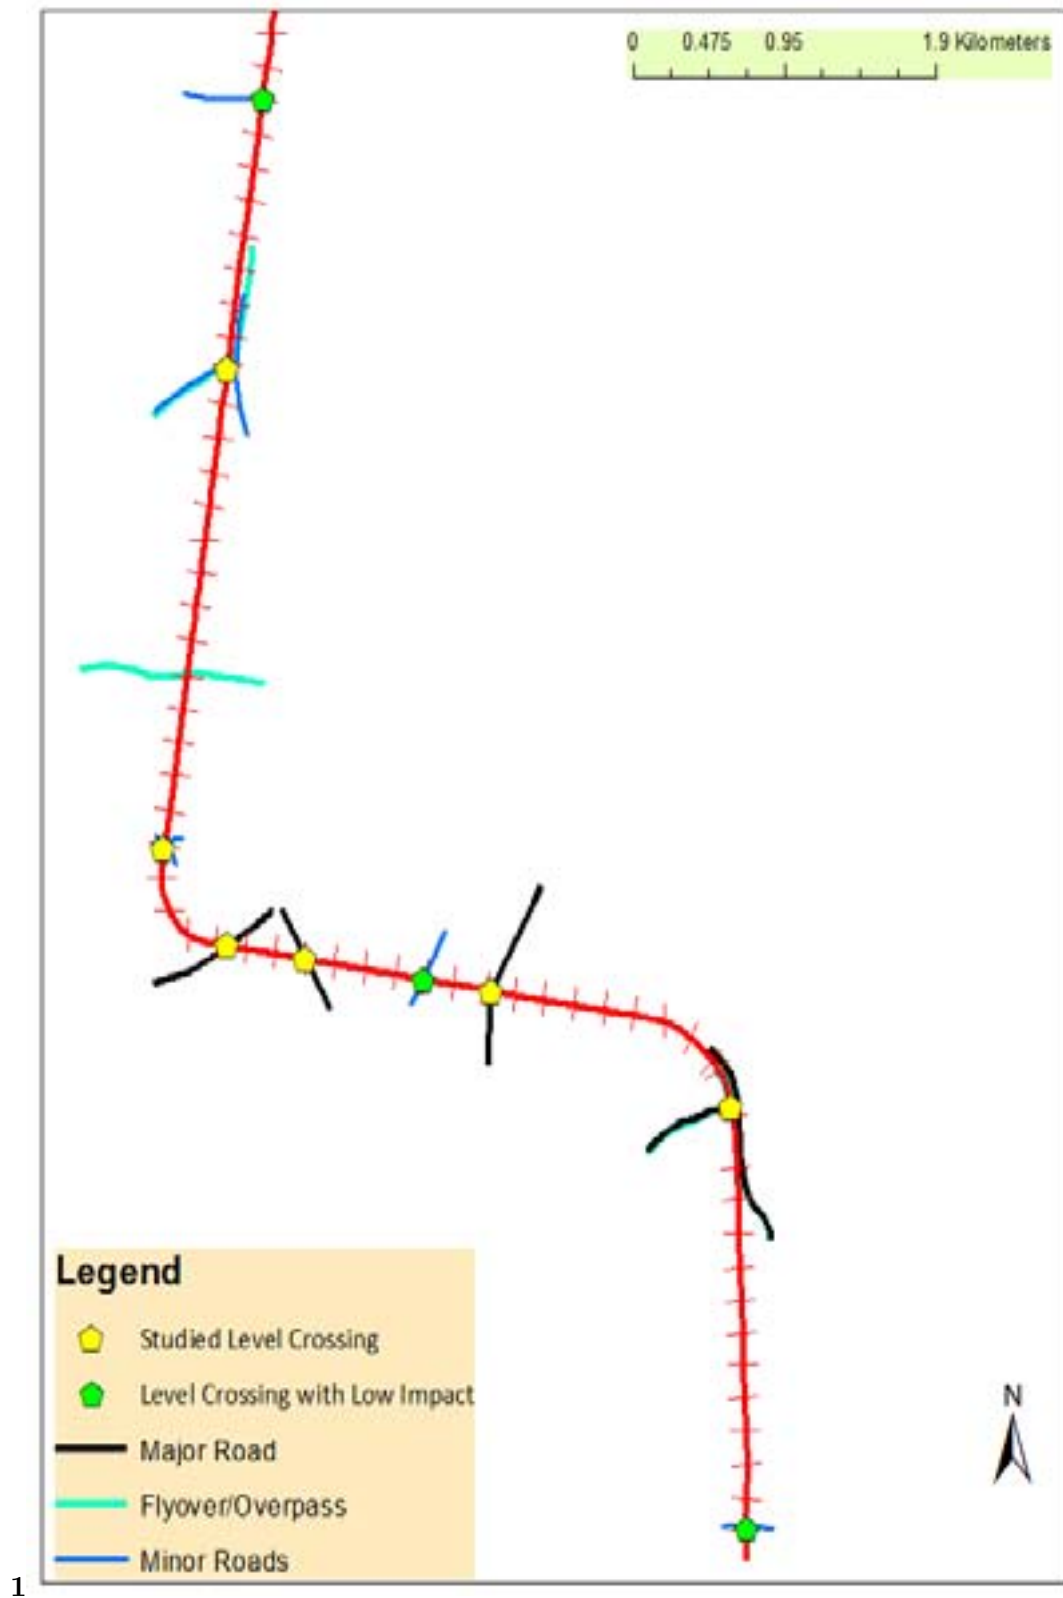 0 0.475 0.95 1.9 Kilometers
Legend
Studied Level Crossing
Level Crossing with Low Impact
Major Road
Flyover/Overpass
Minor Roads
N
1